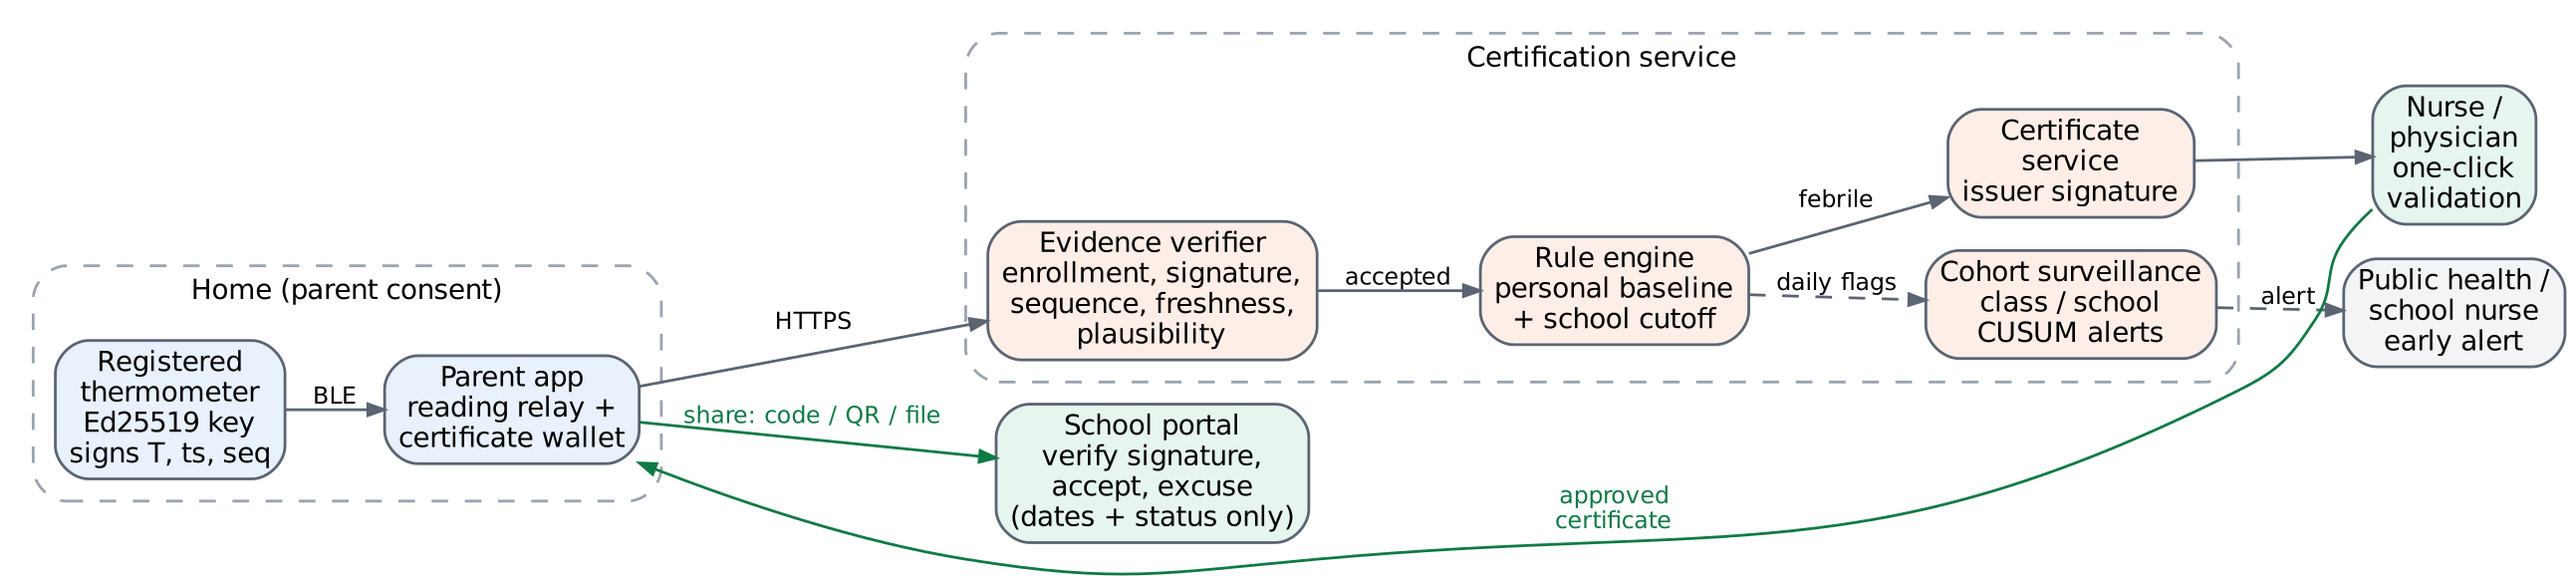 Home (parent consent)
Registered
thermometer
Ed25519 key
signs T, ts, seq
BLE
Parent app
reading relay +
certificate wallet
HTTPS
share: code / QR / file
Certification service
Evidence verifier
enrollment, signature,
sequence, freshness,
plausibility
accepted
Rule engine
personal baseline
+ school cutoff
febrile
daily flags
Certificate
service
issuer signature
Cohort surveillance
class / school
CUSUM alerts
alert
Nurse /
physician
one-click
validation
Public health /
school nurse
early alert
School portal
verify signature,
accept, excuse
(dates + status only)
approved
certificate